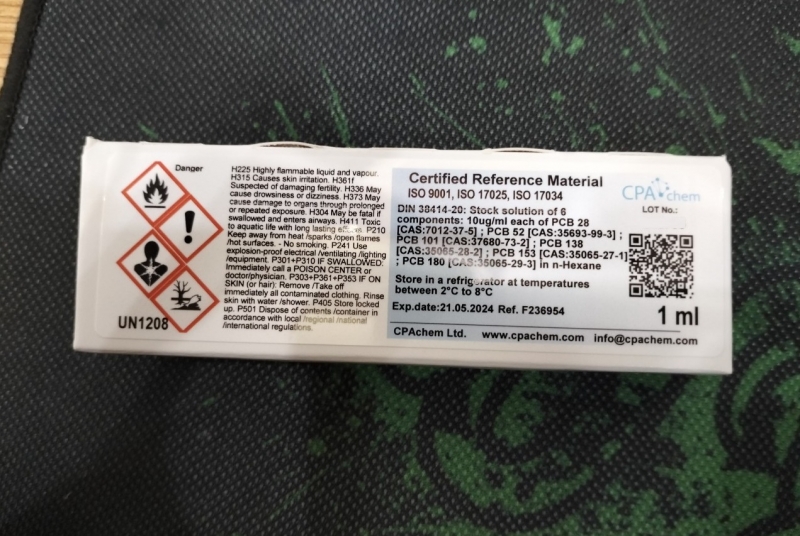 Danger
H225 Highly flammable liquid and vapour.
H315 Causes skin irritation. H361f
Suspected of damaging fertility. H336 May
cause drowsiness or dizziness. H373 May
cause damage to organs through prolonged
or repeated exposure. H304 May be fatal if
swallowed and enters airways. H411 Toxic
to aquatic life with long lasting effects. P210
Keep away from heat /sparks /open flames
/hot surfaces. - No smoking. P241 Use
explosion-proof electrical /ventilating /lighting
/equipment. P301+P310 IF SWALLOWED:
Immediately call a POISON CENTER or
doctor/physician. P303+P361+P353 IF ON
SKIN (or hair): Remove /Take off
immediately all contaminated clothing. Rinse
skin with water /shower. P405 Store locked
up. P501 Dispose of contents /container in
accordance with local /regional /national
/international regulations.
UN1208
Certified Reference Material
ISO 9001, ISO 17025, ISO 17034
DIN 38414-20: Stock solution of 6
components: 10ug/ml each of PCB 28
[CAS:7012-37-5] ; PCB 52 [CAS:35693-99-3] ;
PCB 101 [CAS:37680-73-2] ; PCB 138
[CAS:35065-28-2] ; PCB 153 [CAS:35065-27-1]
; PCB 180 [CAS:35065-29-3] in n-Hexane
Store in a refrigerator at temperatures
between 2°C to 8°C
Exp.date:21.05.2024 Ref. F236954
CPAchem
LOT No.:
1 ml
CPAchem Ltd. www.cpachem.com info@cpachem.com